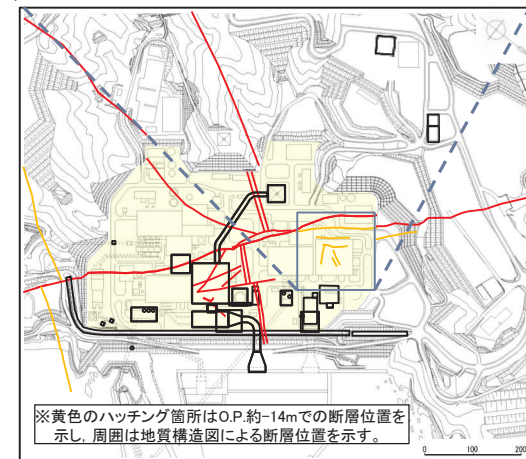 ※黄色のハッチング箇所はO.P.約-14mでの断層位置を
示し，周囲は地質構造図による断層位置を示す。
0 100 200